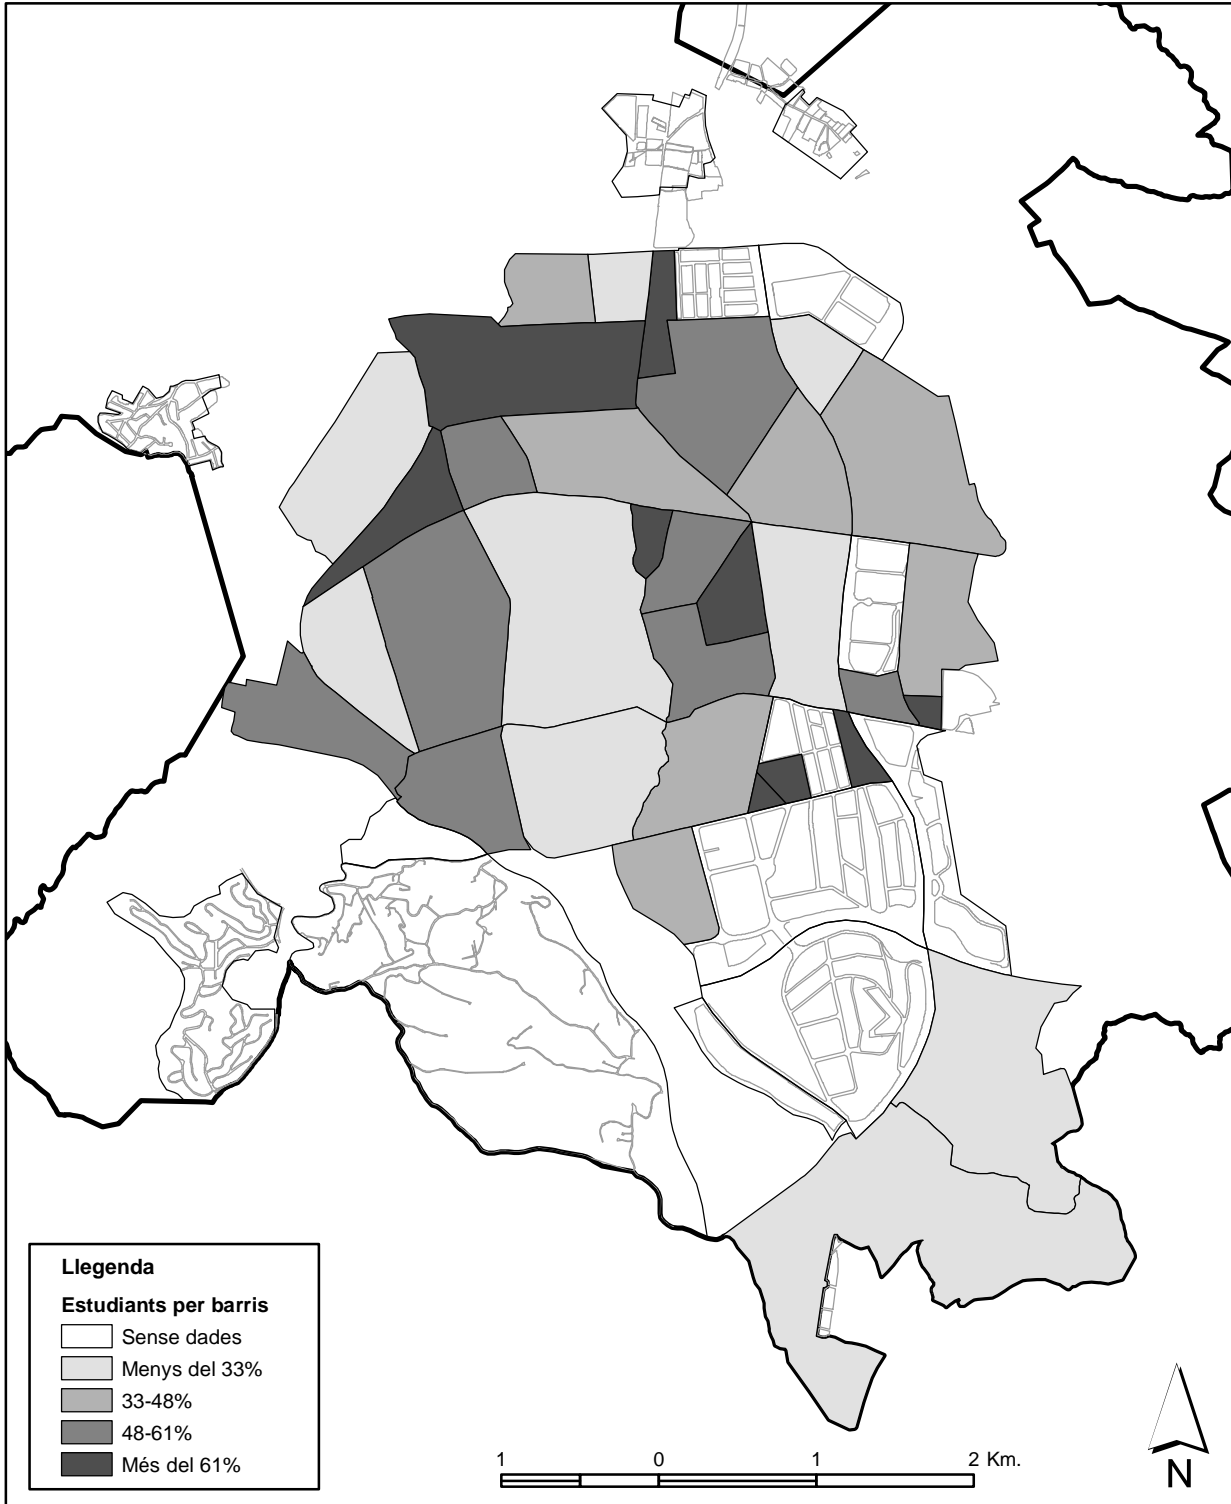 Llegenda
Estudiants per barris
Sense dades
Menys del 33%
33-48%
48-61%
Més del 61%
1 0 1 2 Km.
N